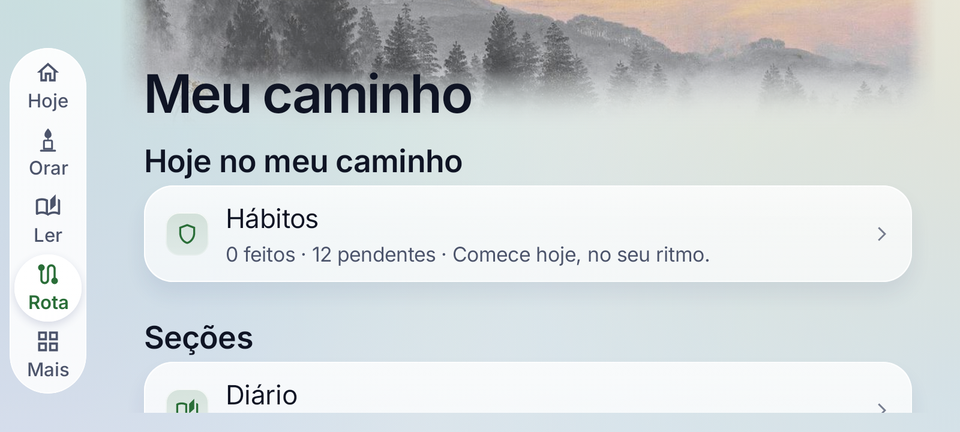 Meu caminho
Hoje
Orar
Ler
Rota
Mais
Hoje no meu caminho
Hábitos
0 feitos · 12 pendentes · Comece hoje, no seu ritmo.
Seções
Diário